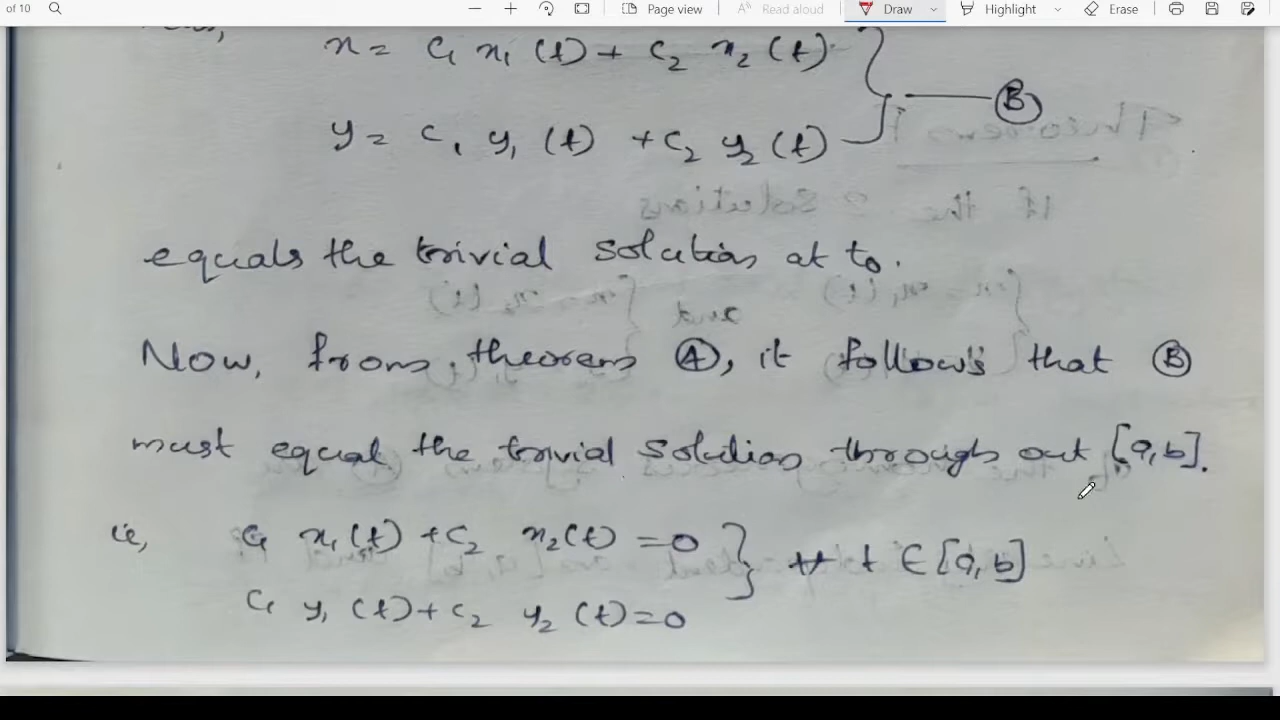 of 10 Page view Read aloud Draw Highlight Erase
x = c₁ x₁ (t) + c₂ x₂ (t)
B
y = c₁ y₁ (t) + c₂ y₂ (t)
equals the trivial solution at to.
Now, from theorem A, it follows that B
must equal the trivial solution through out [a,b].
ie, c₁ x₁ (t) + c₂ x₂ (t) = 0
∀ t ∈ [a, b]
c₁ y₁ (t) + c₂ y₂ (t) = 0